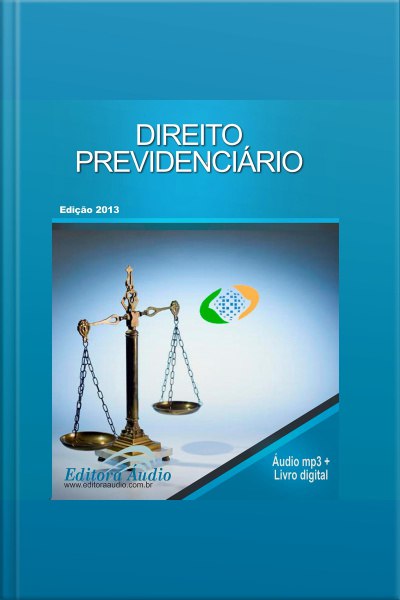 DIREITO
PREVIDENCIÁRIO
Edição 2013
Áudio mp3 +
Livro digital
Editora Áudio
www.editoraaudio.com.br